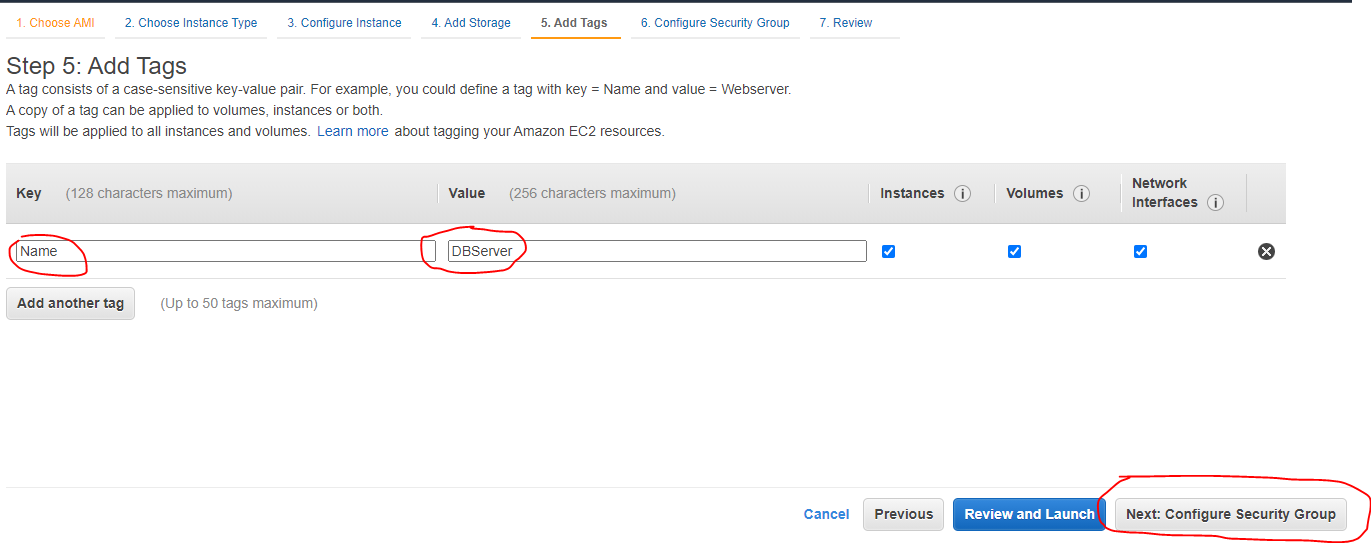 1. Choose AMI 2. Choose Instance Type 3. Configure Instance 4. Add Storage 5. Add Tags 6. Configure Security Group 7. Review
Step 5: Add Tags
A tag consists of a case-sensitive key-value pair. For example, you could define a tag with key = Name and value = Webserver.
A copy of a tag can be applied to volumes, instances or both.
Tags will be applied to all instances and volumes. Learn more about tagging your Amazon EC2 resources.
Key (128 characters maximum) Value (256 characters maximum) Instances i Volumes i Network
Interfaces i
Name DBServer
Add another tag (Up to 50 tags maximum)
Cancel Previous Review and Launch Next: Configure Security Group